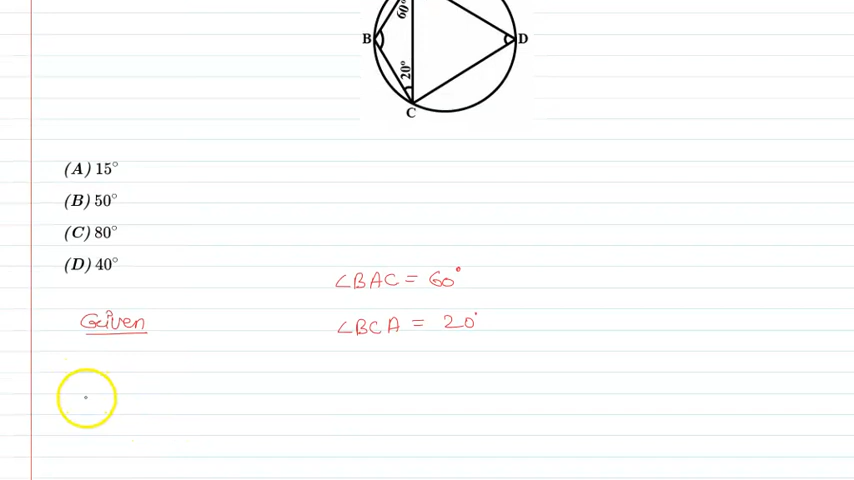 60°
B
D
20°
C
(A) 15°
(B) 50°
(C) 80°
(D) 40°
∠BAC = 60°
Given
∠BCA = 20°